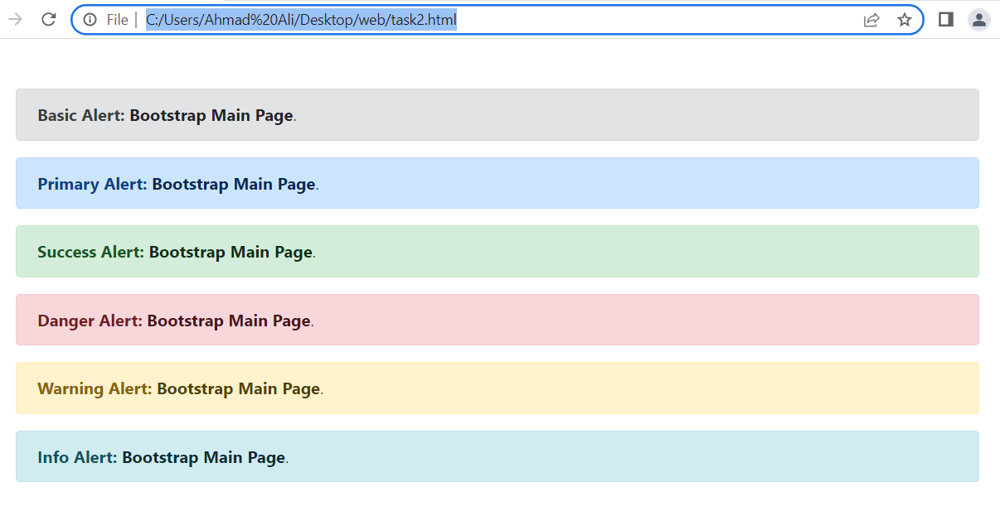 File | C:/Users/Ahmad%20Ali/Desktop/web/task2.html
Basic Alert: Bootstrap Main Page.
Primary Alert: Bootstrap Main Page.
Success Alert: Bootstrap Main Page.
Danger Alert: Bootstrap Main Page.
Warning Alert: Bootstrap Main Page.
Info Alert: Bootstrap Main Page.